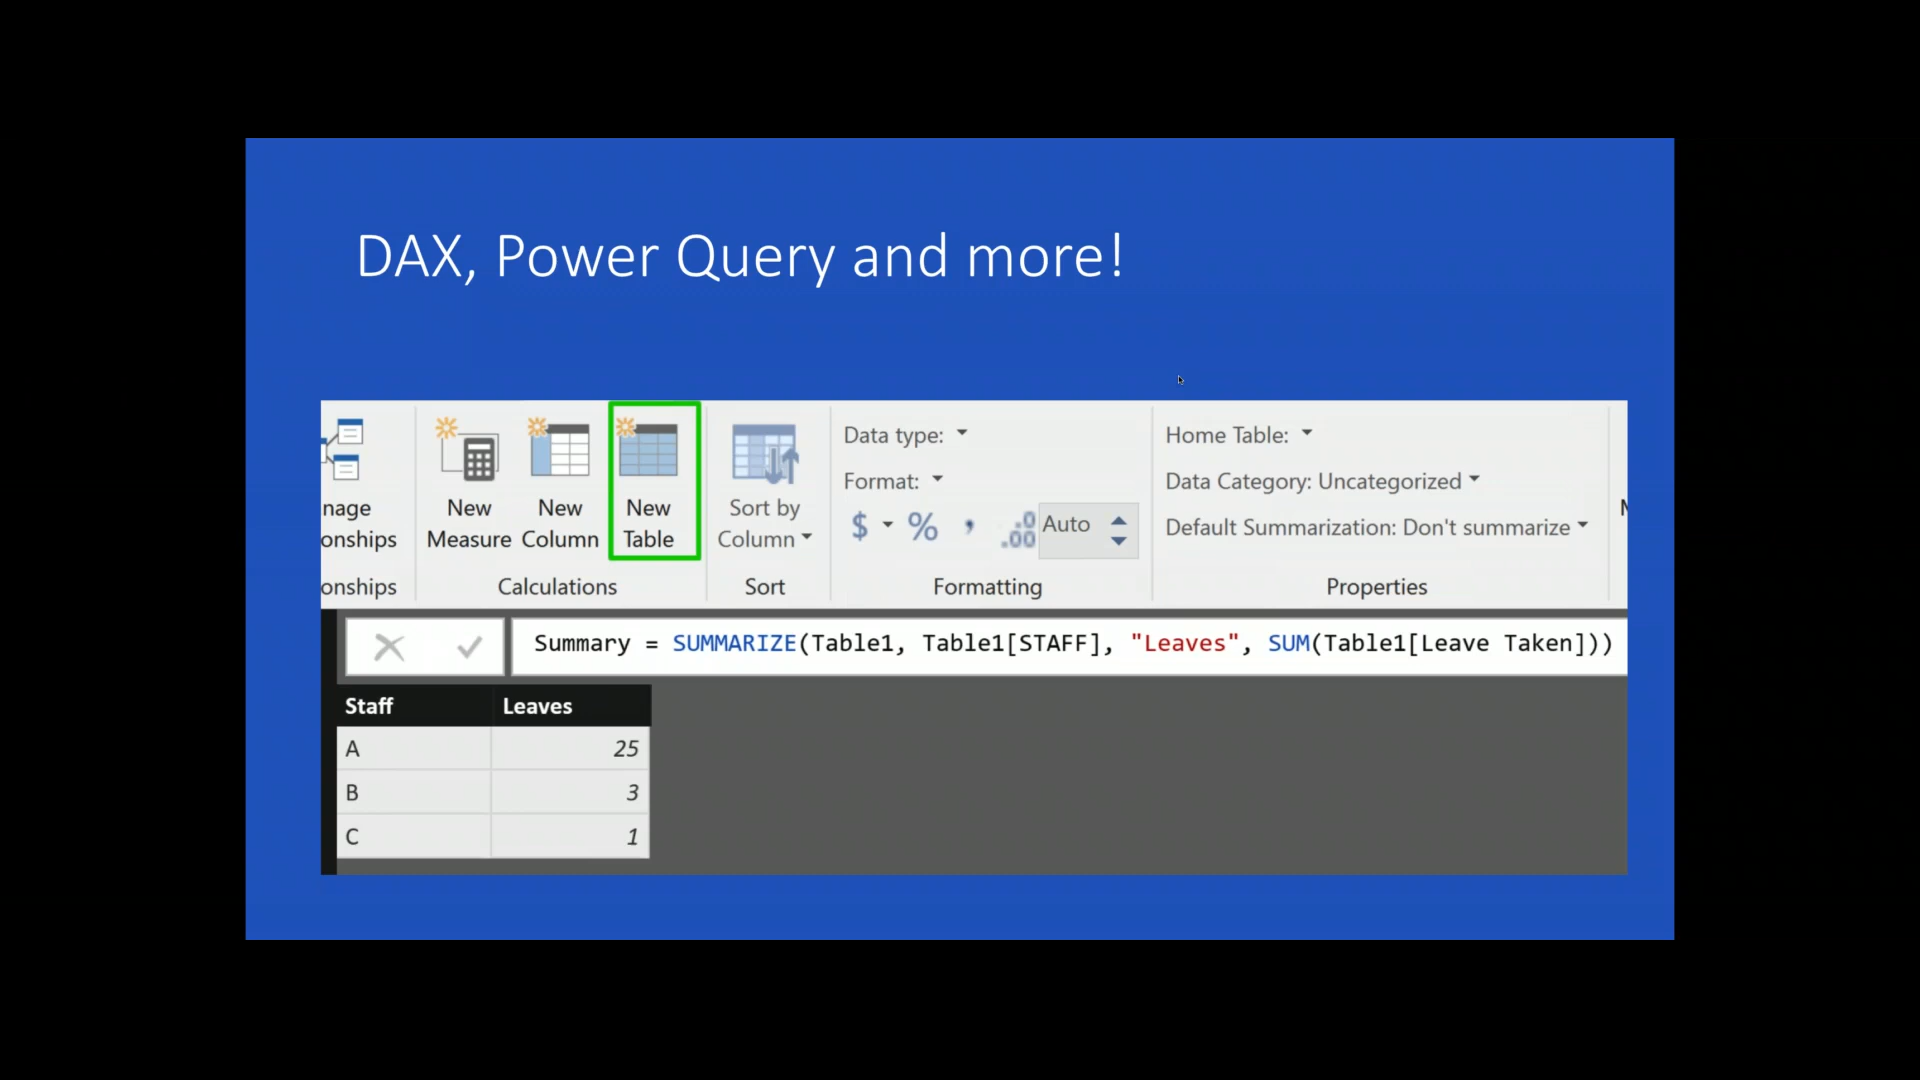 DAX, Power Query and more!
nage
onships
onships
New
Measure
New
Column
New
Table
Calculations
Sort by
Column
Sort
Data type:
Format:
$ % , .0
.00
Auto
Formatting
Home Table:
Data Category: Uncategorized
Default Summarization: Don't summarize
Properties
Summary = SUMMARIZE(Table1, Table1[STAFF], "Leaves", SUM(Table1[Leave Taken]))
Staff Leaves
A 25
B 3
C 1